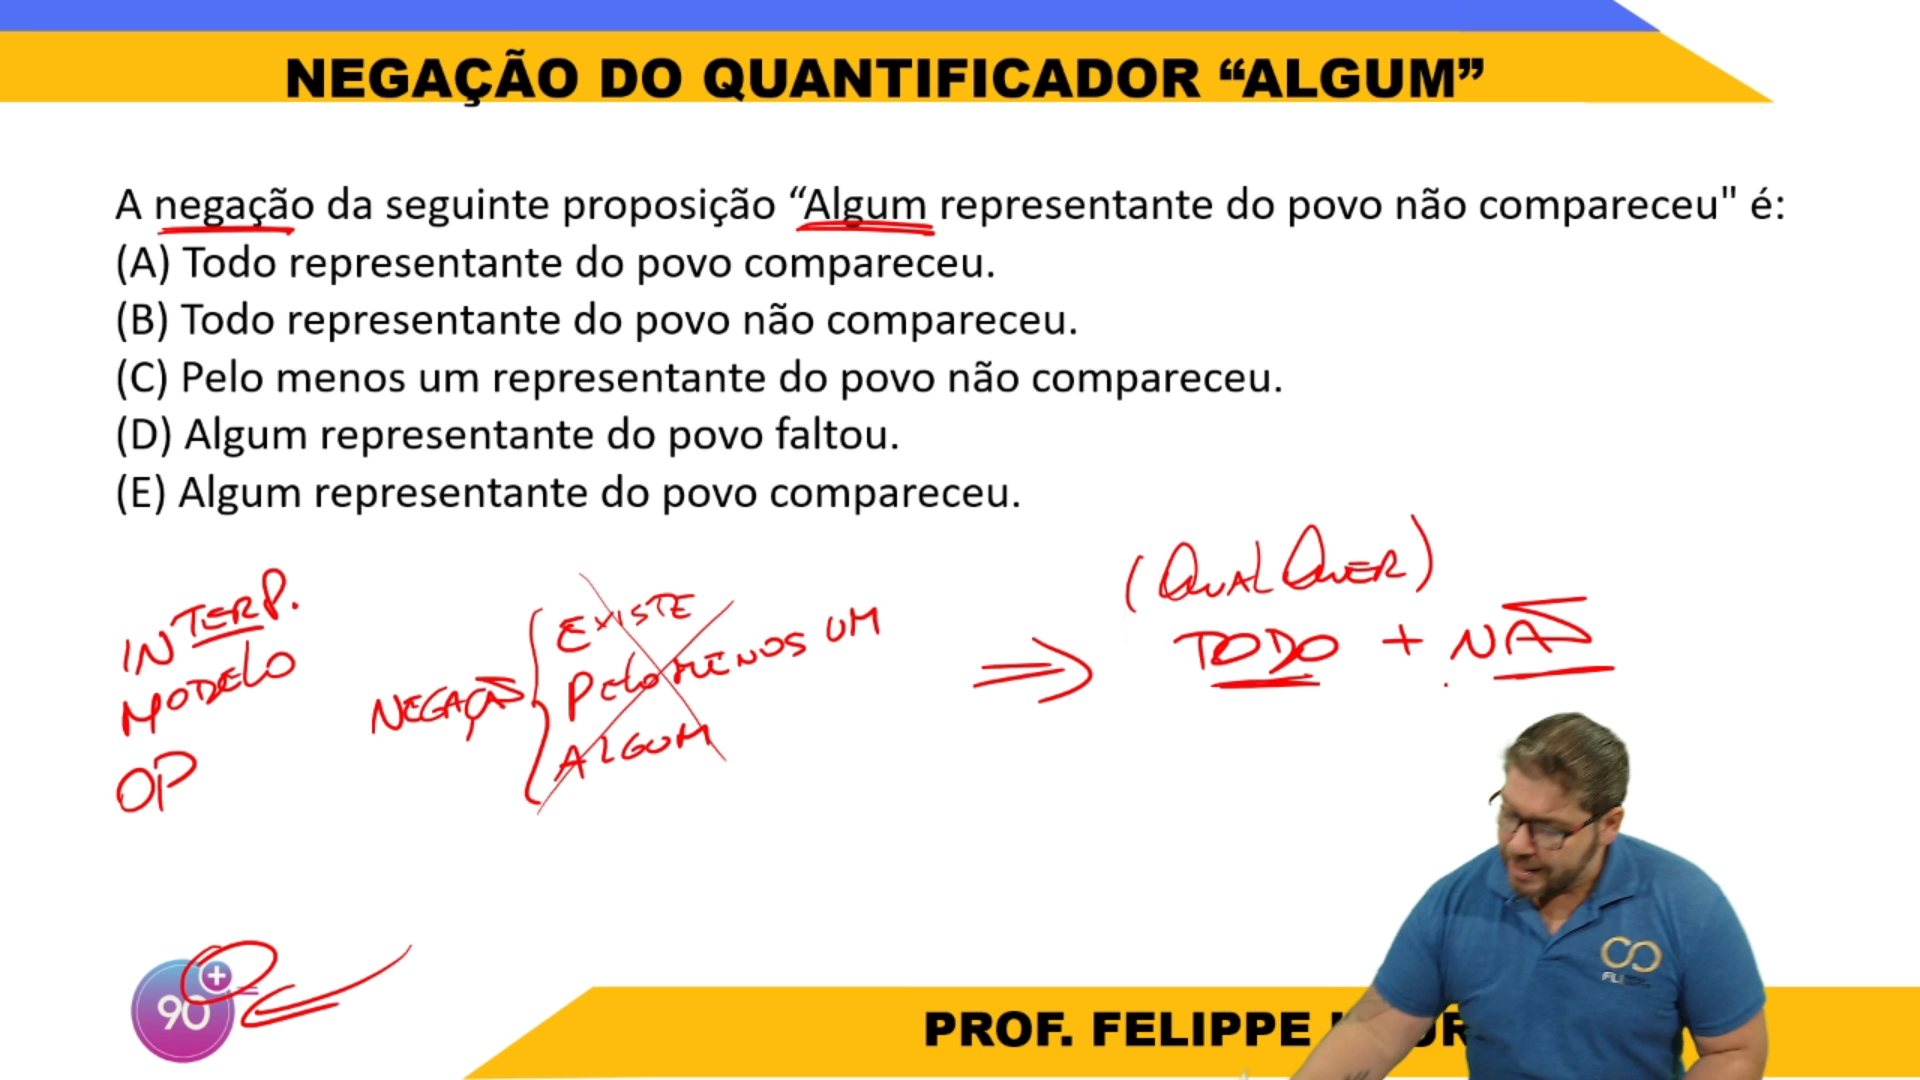 NEGAÇÃO DO QUANTIFICADOR “ALGUM”
A negação da seguinte proposição “Algum representante do povo não compareceu" é:
(A) Todo representante do povo compareceu.
(B) Todo representante do povo não compareceu.
(C) Pelo menos um representante do povo não compareceu.
(D) Algum representante do povo faltou.
(E) Algum representante do povo compareceu.
INTERP.
MODELO
OP
NEGAÇÃO
EXISTE
PELO MENOS UM
ALGUM
(QUALQUER)
TODO + NÃO
90
+
PROF. FELIPPE